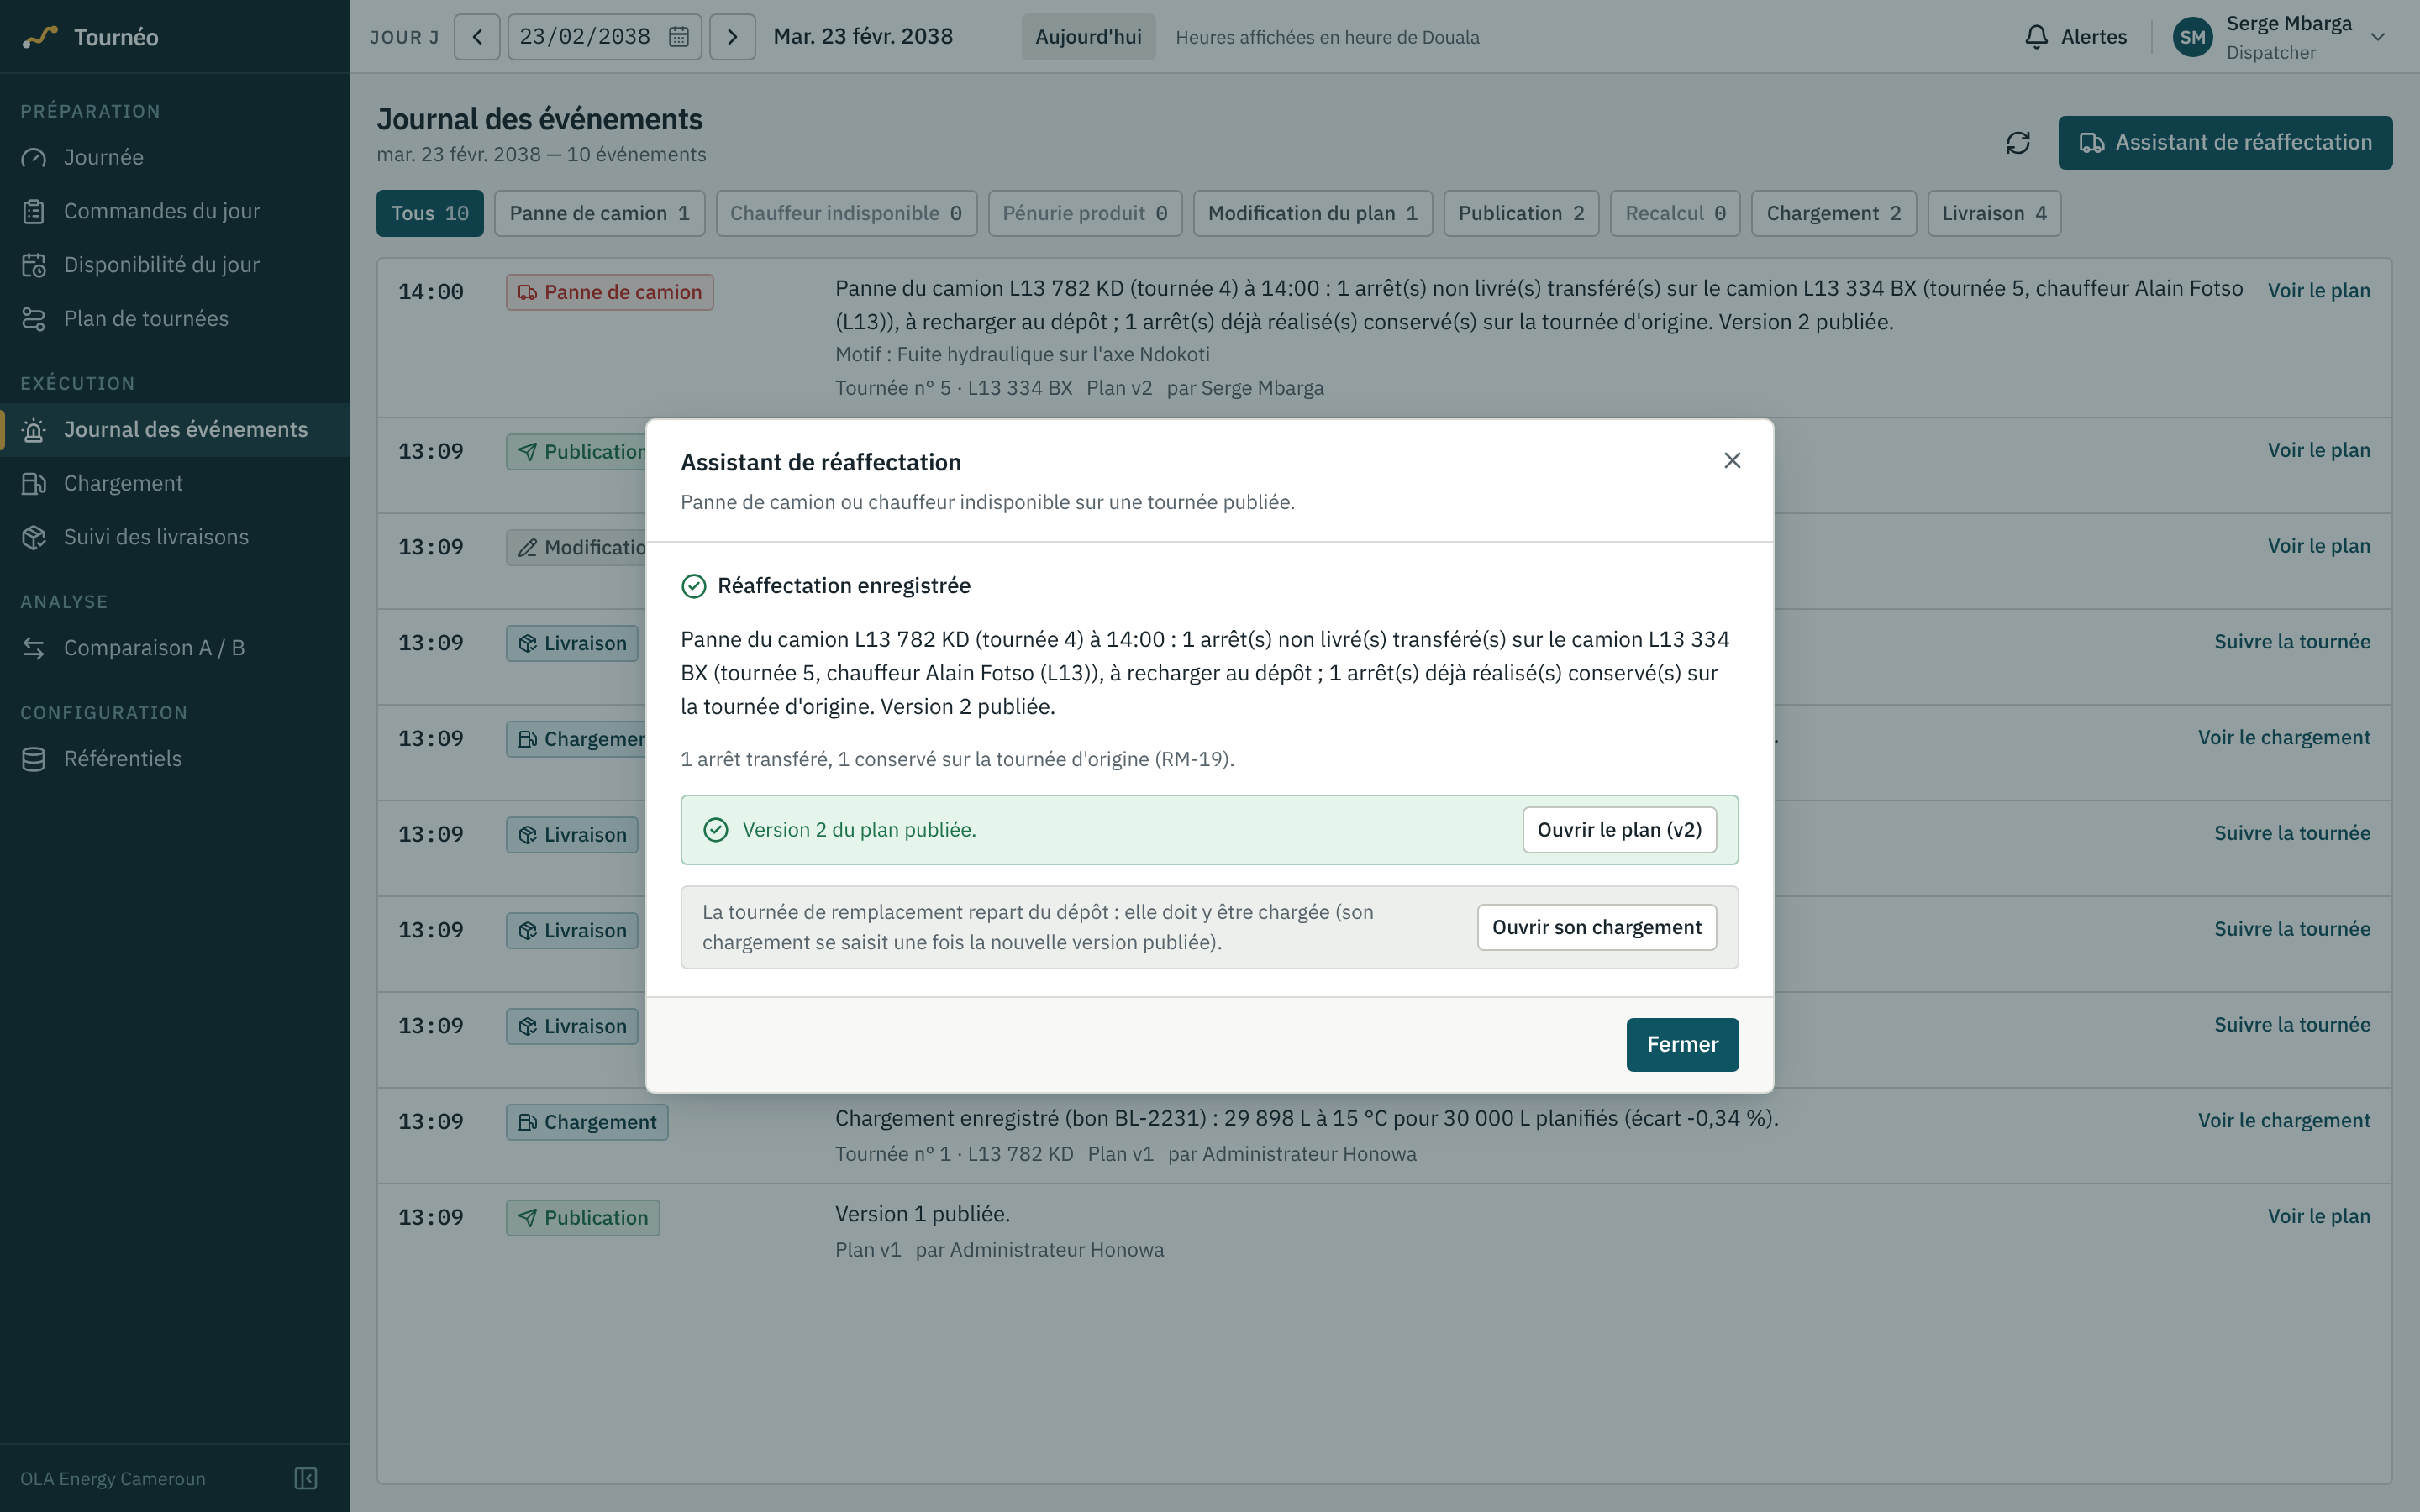 Tournéo
JOUR J
23/02/2038
Mar. 23 févr. 2038
Aujourd'hui
Heures affichées en heure de Douala
Alertes
SM
Serge Mbarga
Dispatcher
PRÉPARATION
Journée
Commandes du jour
Disponibilité du jour
Plan de tournées
EXÉCUTION
Journal des événements
Chargement
Suivi des livraisons
ANALYSE
Comparaison A / B
CONFIGURATION
Référentiels
OLA Energy Cameroun
Journal des événements
mar. 23 févr. 2038 — 10 événements
Assistant de réaffectation
Tous 10
Panne de camion 1
Chauffeur indisponible 0
Pénurie produit 0
Modification du plan 1
Publication 2
Recalcul 0
Chargement 2
Livraison 4
14:00
Panne de camion
Panne du camion L13 782 KD (tournée 4) à 14:00 : 1 arrêt(s) non livré(s) transféré(s) sur le camion L13 334 BX (tournée 5, chauffeur Alain Fotso
(L13)), à recharger au dépôt ; 1 arrêt(s) déjà réalisé(s) conservé(s) sur la tournée d'origine. Version 2 publiée.
Motif : Fuite hydraulique sur l'axe Ndokoti
Tournée n° 5 · L13 334 BX Plan v2 par Serge Mbarga
Voir le plan
13:09
Publication
Voir le plan
13:09
Voir le plan
13:09
Livraison
Suivre la tournée
13:09
Voir le chargement
13:09
Livraison
Suivre la tournée
13:09
Livraison
Suivre la tournée
13:09
Livraison
Suivre la tournée
13:09
Chargement
Chargement enregistré (bon BL-2231) : 29 898 L à 15 °C pour 30 000 L planifiés (écart -0,34 %).
Tournée n° 1 · L13 782 KD Plan v1 par Administrateur Honowa
Voir le chargement
13:09
Publication
Version 1 publiée.
Plan v1 par Administrateur Honowa
Voir le plan
Assistant de réaffectation
Panne de camion ou chauffeur indisponible sur une tournée publiée.
Réaffectation enregistrée
Panne du camion L13 782 KD (tournée 4) à 14:00 : 1 arrêt(s) non livré(s) transféré(s) sur le camion L13 334
BX (tournée 5, chauffeur Alain Fotso (L13)), à recharger au dépôt ; 1 arrêt(s) déjà réalisé(s) conservé(s) sur
la tournée d'origine. Version 2 publiée.
1 arrêt transféré, 1 conservé sur la tournée d'origine (RM-19).
Version 2 du plan publiée.
Ouvrir le plan (v2)
La tournée de remplacement repart du dépôt : elle doit y être chargée (son
chargement se saisit une fois la nouvelle version publiée).
Ouvrir son chargement
Fermer